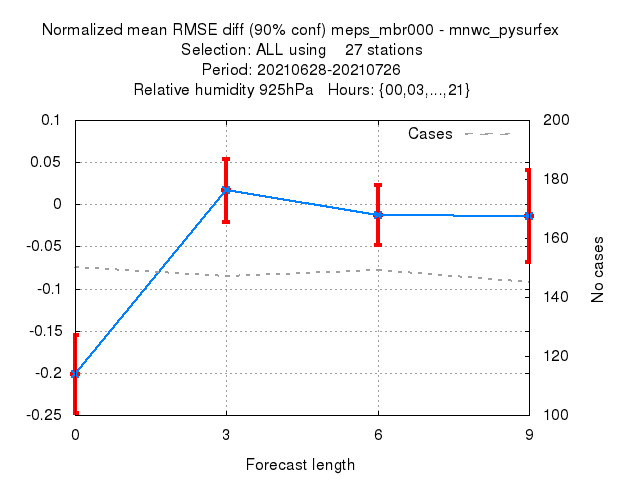 Normalized mean RMSE diff (90% conf) meps_mbr000 - mnwc_pysurfex
Selection: ALL using 27 stations
Period: 20210628-20210726
Relative humidity 925hPa Hours: {00,03,...,21}
0.1
0.05
0
-0.05
-0.1
-0.15
-0.2
-0.25
Cases
200
180
160
140
120
100
No cases
0 3 6 9
Forecast length